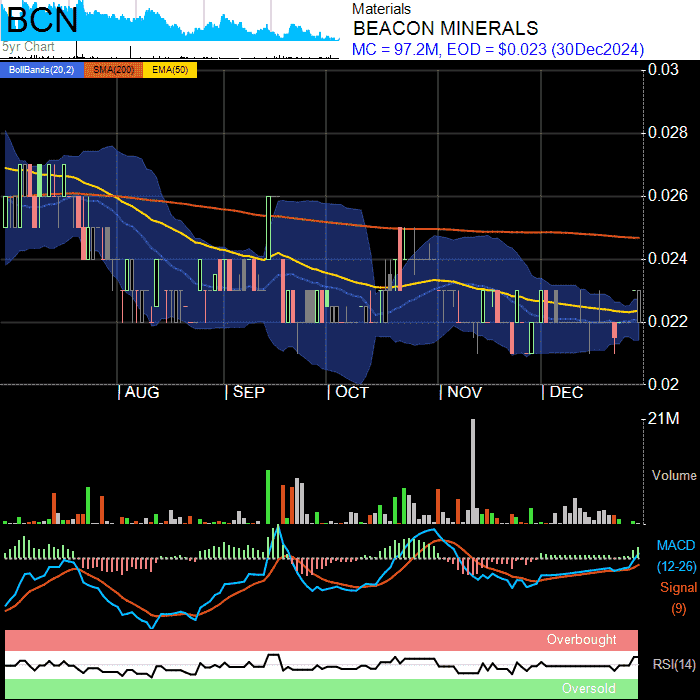 BCN
5yr Chart
Materials
BEACON MINERALS
MC = 97.2M, EOD = $0.023 (30Dec2024)
BollBands(20,2) SMA(200) EMA(50)
0.03
0.028
0.026
0.024
0.022
0.02
AUG SEP OCT NOV DEC
21M
Volume
MACD
(12-26)
Signal
(9)
Overbought
RSI(14)
Oversold